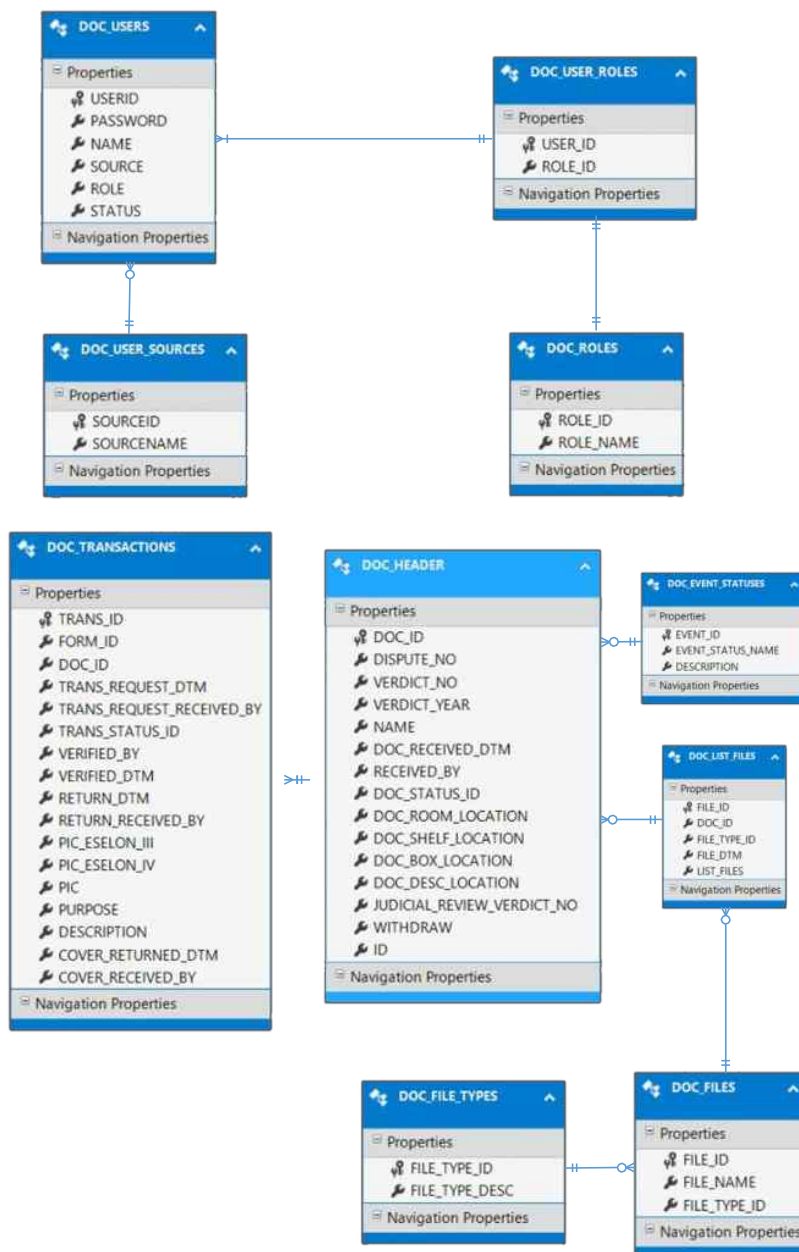 DOC_USERS
Properties
USERID
PASSWORD
NAME
SOURCE
ROLE
STATUS
Navigation Properties
DOC_USER_ROLES
Properties
USER_ID
ROLE_ID
Navigation Properties
DOC_USER_SOURCES
Properties
SOURCEID
SOURCENAME
Navigation Properties
DOC_ROLES
Properties
ROLE_ID
ROLE_NAME
Navigation Properties
DOC_TRANSACTIONS
Properties
TRANS_ID
FORM_ID
DOC_ID
TRANS_REQUEST_DTM
TRANS_REQUEST_RECEIVED_BY
TRANS_STATUS_ID
VERIFIED_BY
VERIFIED_DTM
RETURN_DTM
RETURN_RECEIVED_BY
PIC_ESELON_III
PIC_ESELON_IV
PIC
PURPOSE
DESCRIPTION
COVER_RETURNED_DTM
COVER_RECEIVED_BY
Navigation Properties
DOC_HEADER
Properties
DOC_ID
DISPUTE_NO
VERDICT_NO
VERDICT_YEAR
NAME
DOC_RECEIVED_DTM
RECEIVED_BY
DOC_STATUS_ID
DOC_ROOM_LOCATION
DOC_SHELF_LOCATION
DOC_BOX_LOCATION
DOC_DESC_LOCATION
JUDICIAL_REVIEW_VERDICT_NO
WITHDRAW
ID
Navigation Properties
DOC_EVENT_STATUSES
Properties
EVENT_ID
EVENT_STATUS_NAME
DESCRIPTION
Navigation Properties
DOC_LIST_FILES
Properties
FILE_ID
DOC_ID
FILE_TYPE_ID
FILE_DTM
LIST_FILES
Navigation Properties
DOC_FILE_TYPES
Properties
FILE_TYPE_ID
FILE_TYPE_DESC
Navigation Properties
DOC_FILES
Properties
FILE_ID
FILE_NAME
FILE_TYPE_ID
Navigation Properties